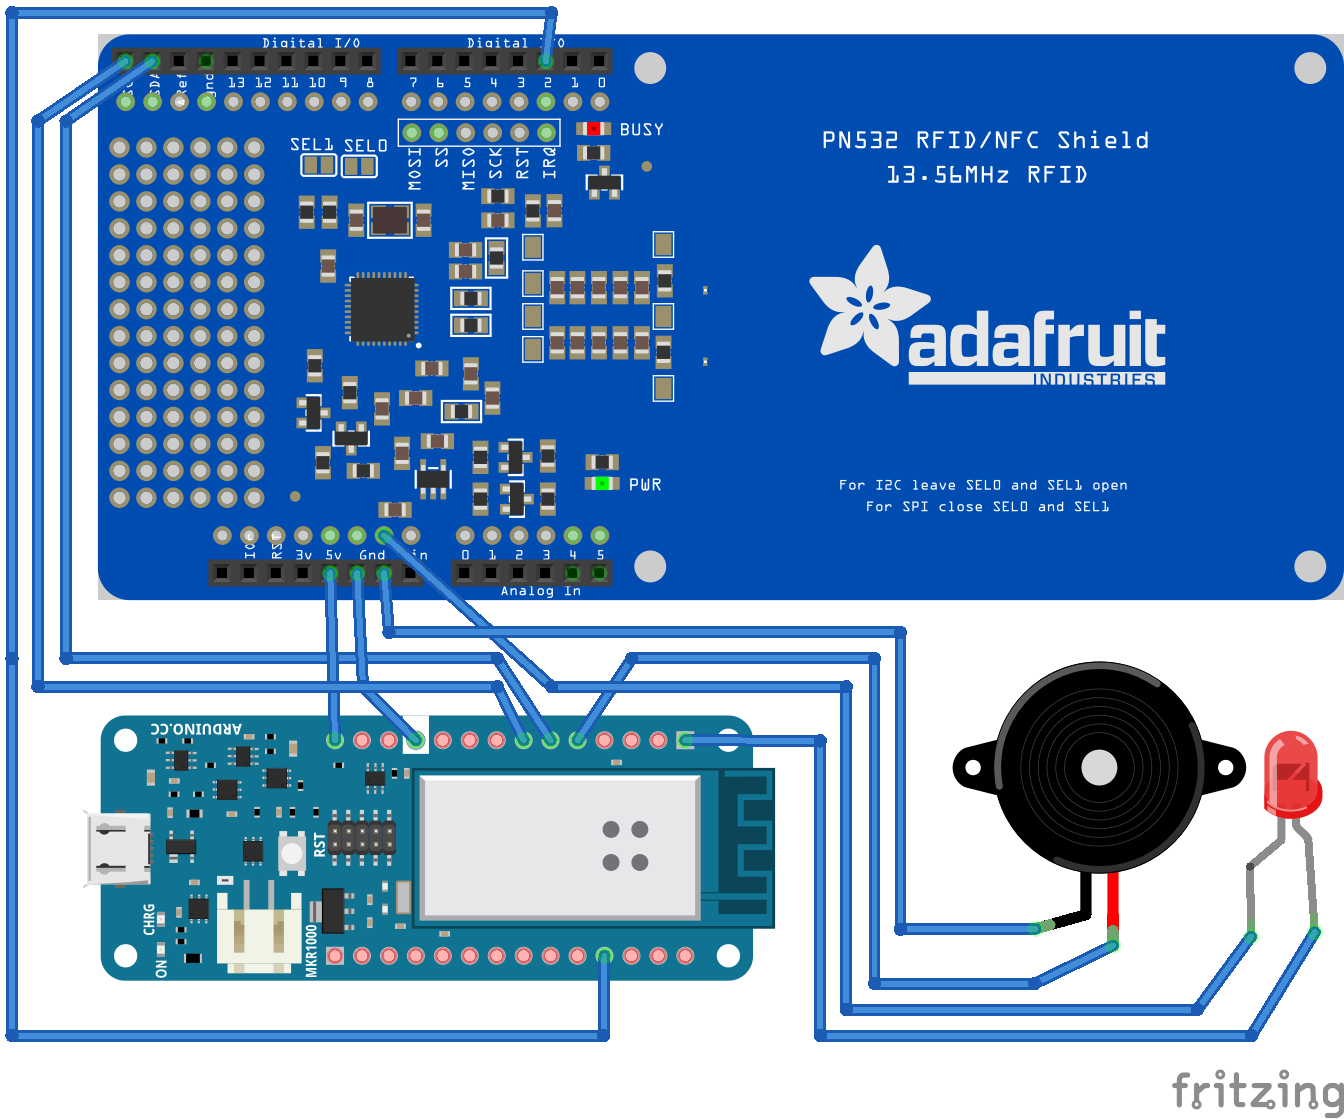 Digital I/O Digital I/O
SCL SDA ARef gnd 13 12 11 10 9 8 7 6 5 4 3 2 1 0
BUSY
SEL1 SEL0
MOSI SS MISO SCK RST IRQ
PN532 RFID/NFC Shield
13.56MHz RFID
adafruit
INDUSTRIES
PWR
For I2C leave SEL0 and SEL1 open
For SPI close SEL0 and SEL1
RST 3v 5v Gnd 0 1 2 3 4 5
Analog In
ARDUINO.CC
RST
CHRG
ON
MKR1000
fritzing